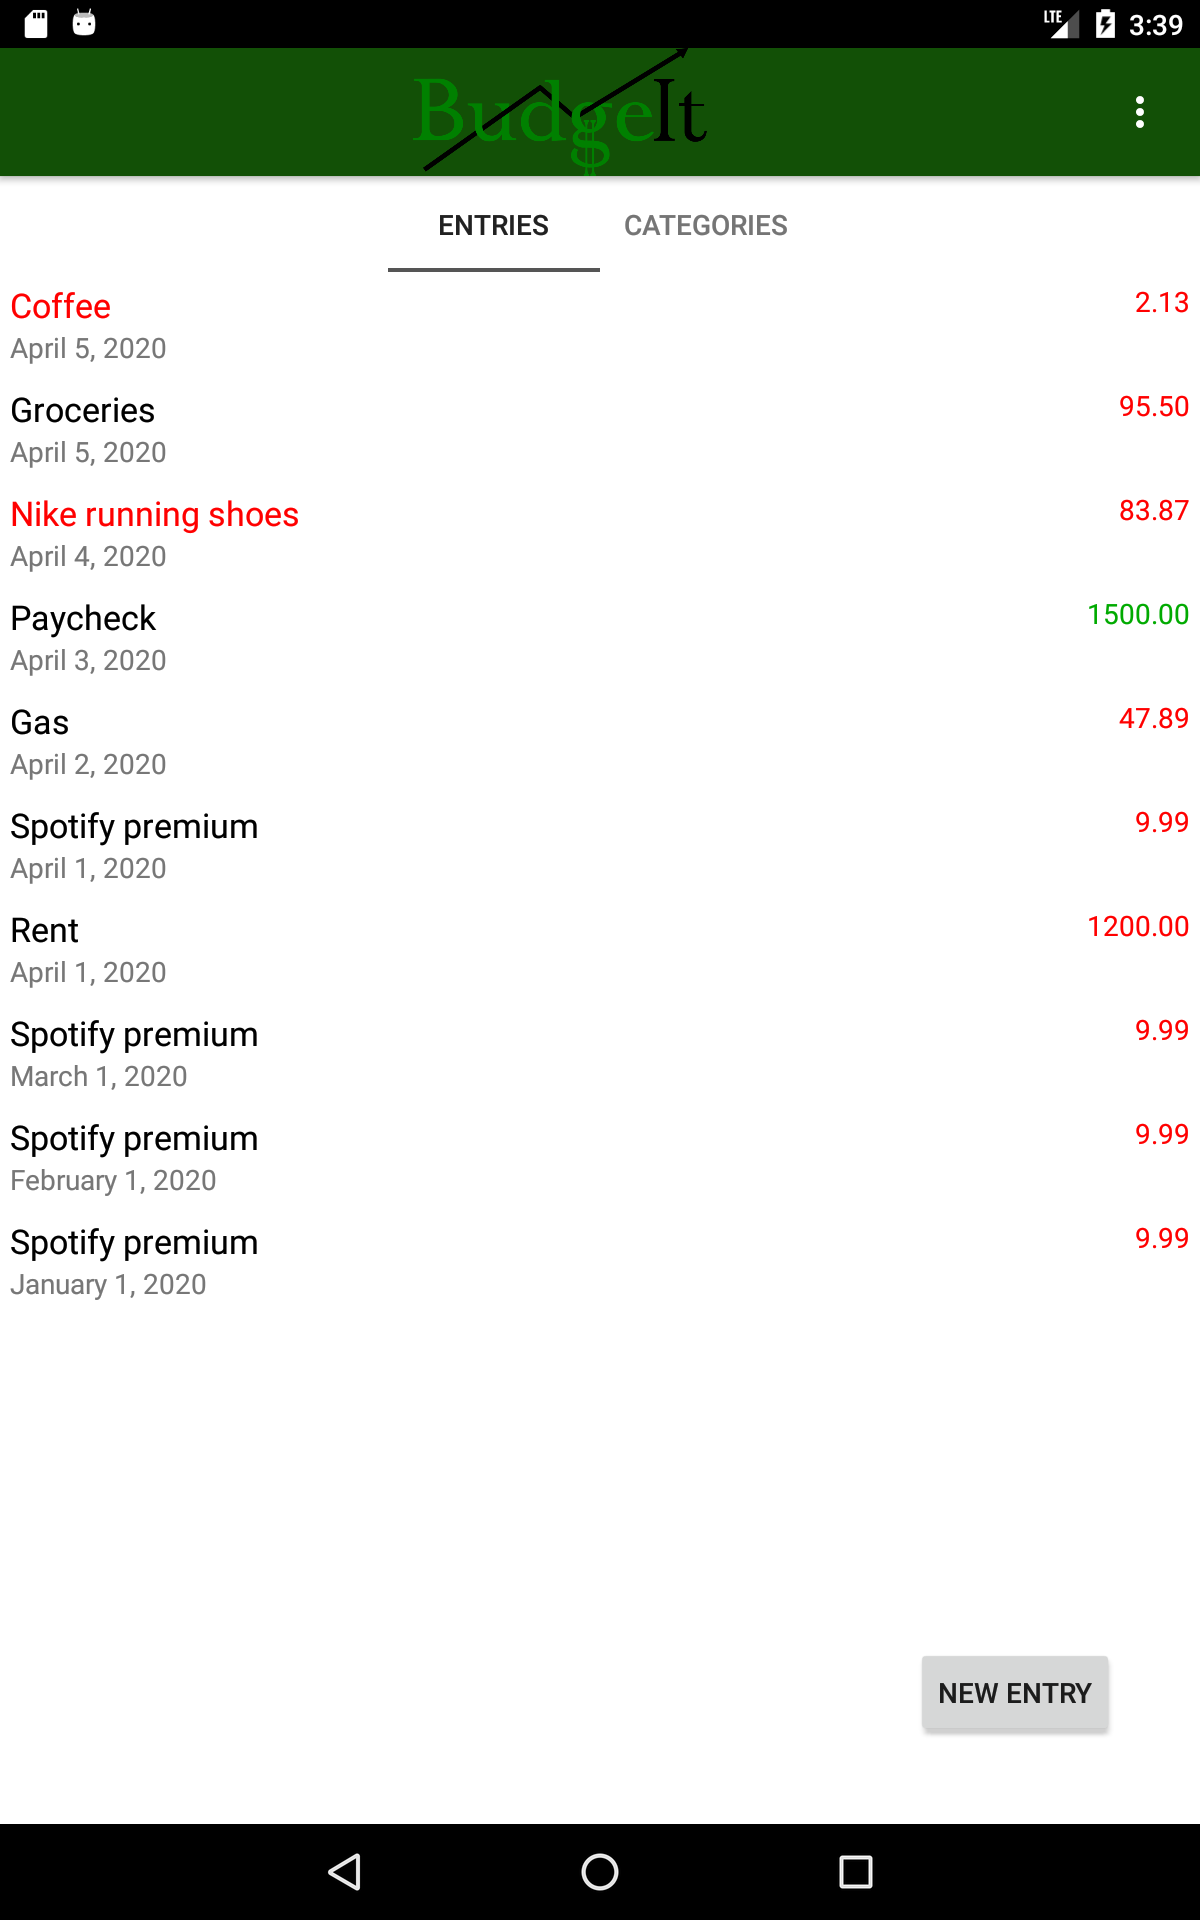 LTE 3:39
BudgeIt
ENTRIES CATEGORIES
Coffee 2.13
April 5, 2020
Groceries 95.50
April 5, 2020
Nike running shoes 83.87
April 4, 2020
Paycheck 1500.00
April 3, 2020
Gas 47.89
April 2, 2020
Spotify premium 9.99
April 1, 2020
Rent 1200.00
April 1, 2020
Spotify premium 9.99
March 1, 2020
Spotify premium 9.99
February 1, 2020
Spotify premium 9.99
January 1, 2020
NEW ENTRY